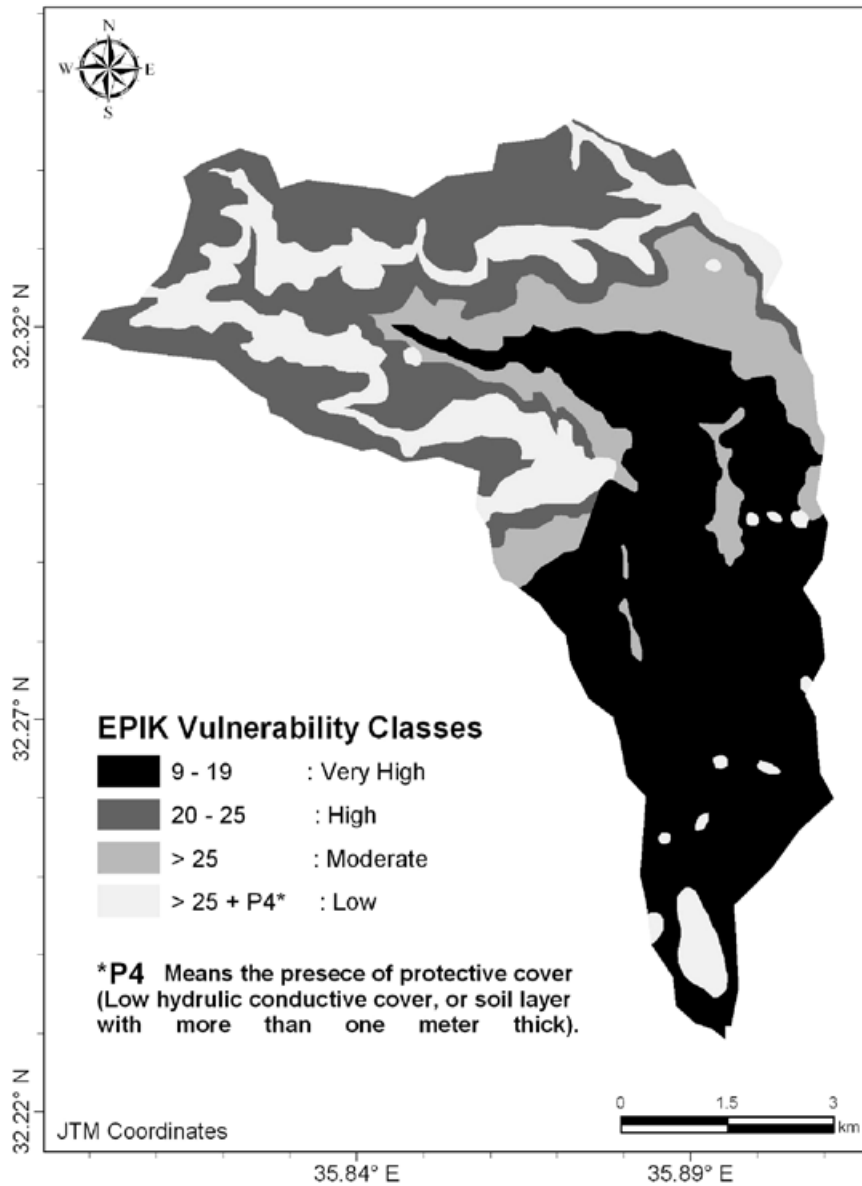 N
W E
S
32.32° N
32.27° N
32.22° N
EPIK Vulnerability Classes
9 - 19 : Very High
20 - 25 : High
> 25 : Moderate
> 25 + P4* : Low
*P4 Means the presece of protective cover
(Low hydrulic conductive cover, or soil layer
with more than one meter thick).
JTM Coordinates
0 1.5 3
km
35.84° E 35.89° E